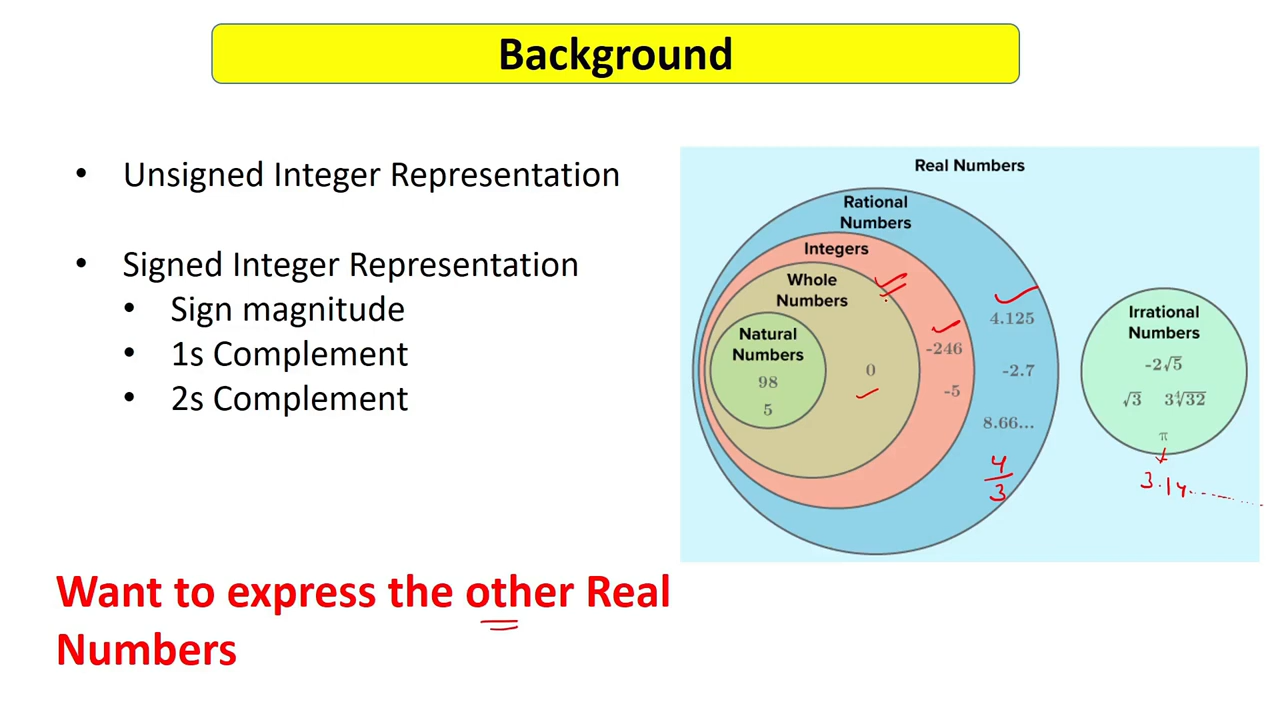 Background
• Unsigned Integer Representation
• Signed Integer Representation
• Sign magnitude
• 1s Complement
• 2s Complement
Want to express the other Real
Numbers
Real Numbers
Rational
Numbers
Integers
Whole
Numbers
Natural
Numbers
98
5
0
-246
-5
4.125
-2.7
8.66...
4/3
Irrational
Numbers
-2√5
√3 3∜32
π
3.14......